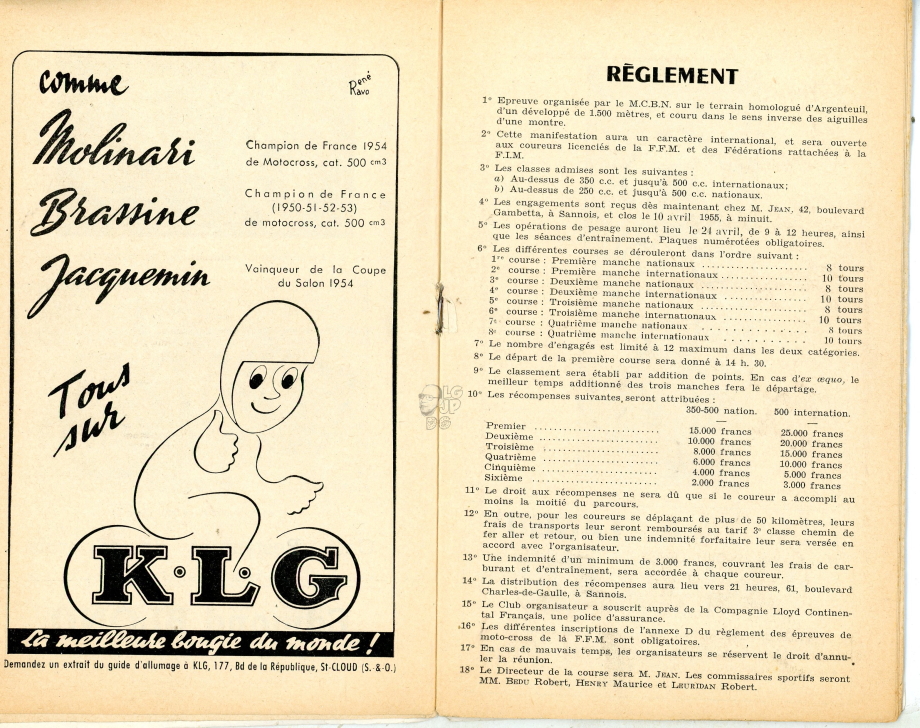 comme
René
Ravo
Molinari
Champion de France 1954
de Motocross, cat. 500 cm3
Brassine
Champion de France
(1950-51-52-53)
de motocross, cat. 500 cm3
Jacquemin
Vainqueur de la Coupe
du Salon 1954
Tous
sur
K·L·G
La meilleure bougie du monde !
Demandez un extrait du guide d'allumage à KLG, 177, Bd de la République, St-CLOUD (S.-&-O.)
RÈGLEMENT
1° Epreuve organisée par le M.C.B.N. sur le terrain homologué d'Argenteuil,
d'un développé de 1.500 mètres, et couru dans le sens inverse des aiguilles
d'une montre.
2° Cette manifestation aura un caractère international, et sera ouverte
aux coureurs licenciés de la F.F.M. et des Fédérations rattachées à la
F.I.M.
3° Les classes admises sont les suivantes :
a) Au-dessus de 350 c.c. et jusqu'à 500 c.c. internationaux;
b) Au-dessus de 250 c.c. et jusqu'à 500 c.c. nationaux.
4° Les engagements sont reçus dès maintenant chez M. JEAN, 42, boulevard
Gambetta, à Sannois, et clos le 10 avril 1955, à minuit.
5° Les opérations de pesage auront lieu le 24 avril, de 9 à 12 heures, ainsi
que les séances d'entraînement. Plaques numérotées obligatoires.
6° Les différentes courses se dérouleront dans l'ordre suivant :
1re course : Première manche nationaux .................... 8 tours
2e course : Première manche internationaux ................ 10 tours
3e course : Deuxième manche nationaux .................... 8 tours
4e course : Deuxième manche internationaux ............... 10 tours
5e course : Troisième manche nationaux .................... 8 tours
6e course : Troisième manche internationaux ............... 10 tours
7e course : Quatrième manche nationaux .................... 8 tours
8e course : Quatrième manche internationaux ............... 10 tours
7° Le nombre d'engagés est limité à 12 maximum dans les deux catégories.
8° Le départ de la première course sera donné à 14 h. 30.
9° Le classement sera établi par addition de points. En cas d'ex æquo, le
meilleur temps additionné des trois manches fera le départage.
10° Les récompenses suivantes seront attribuées :
350-500 nation. 500 internation.
Premier .................... 15.000 francs 25.000 francs
Deuxième .................... 10.000 francs 20.000 francs
Troisième .................... 8.000 francs 15.000 francs
Quatrième .................... 6.000 francs 10.000 francs
Cinquième .................... 4.000 francs 5.000 francs
Sixième .................... 2.000 francs 3.000 francs
11° Le droit aux récompenses ne sera dû que si le coureur a accompli au
moins la moitié du parcours.
12° En outre, pour les coureurs se déplaçant de plus de 50 kilomètres, leurs
frais de transports leur seront remboursés au tarif 3e classe chemin de
fer aller et retour, ou bien une indemnité forfaitaire leur sera versée en
accord avec l'organisateur.
13° Une indemnité d'un minimum de 3.000 francs, couvrant les frais de car-
burant et d'entraînement, sera accordée à chaque coureur.
14° La distribution des récompenses aura lieu vers 21 heures, 61, boulevard
Charles-de-Gaulle, à Sannois.
15° Le Club organisateur a souscrit auprès de la Compagnie Lloyd Continen-
tal Français, une police d'assurance.
16° Les différentes inscriptions de l'annexe D du règlement des épreuves de
moto-cross de la F.F.M. sont obligatoires.
17° En cas de mauvais temps, les organisateurs se réservent le droit d'annu-
ler la réunion.
18° Le Directeur de la course sera M. JEAN. Les commissaires sportifs seront
MM. BEDU Robert, HENRY Maurice et LEURIDAN Robert.